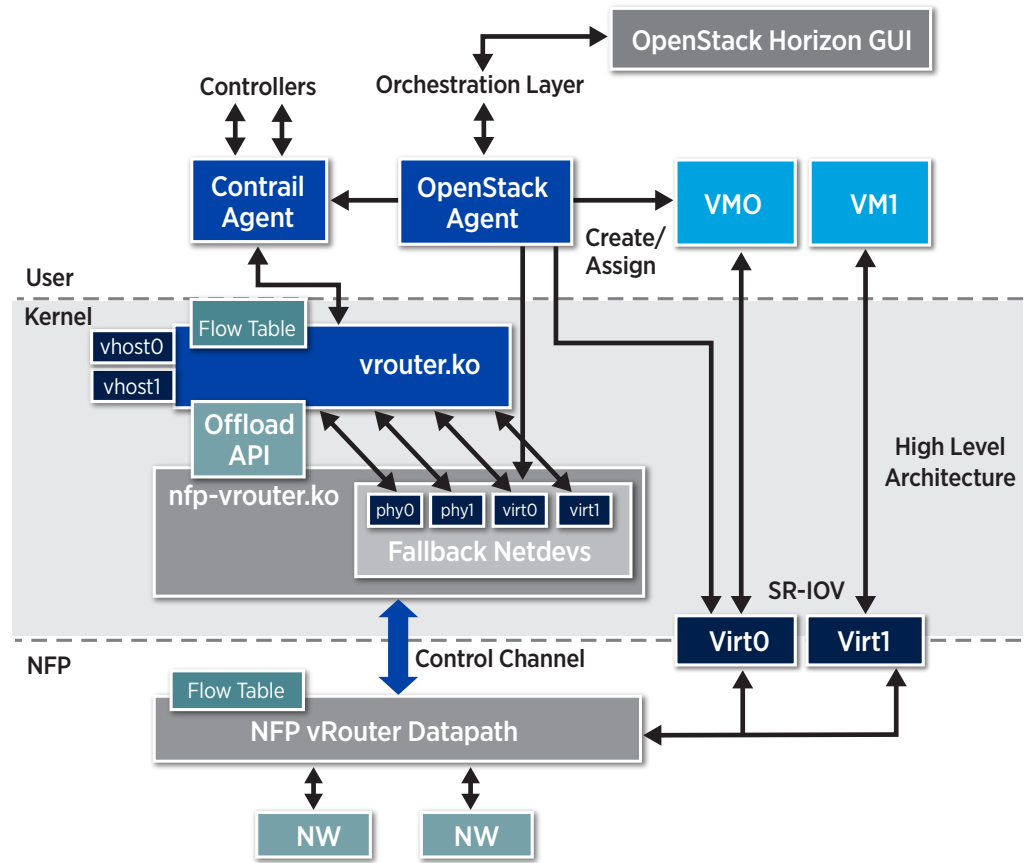 OpenStack Horizon GUI
Controllers
Orchestration Layer
Contrail
Agent
OpenStack
Agent
VM0
VM1
Create/
Assign
User
Kernel
Flow Table
vhost0
vhost1
vrouter.ko
Offload
API
nfp-vrouter.ko
phy0
phy1
virt0
virt1
Fallback Netdevs
High Level
Architecture
SR-IOV
Virt0
Virt1
NFP
Control Channel
Flow Table
NFP vRouter Datapath
NW
NW